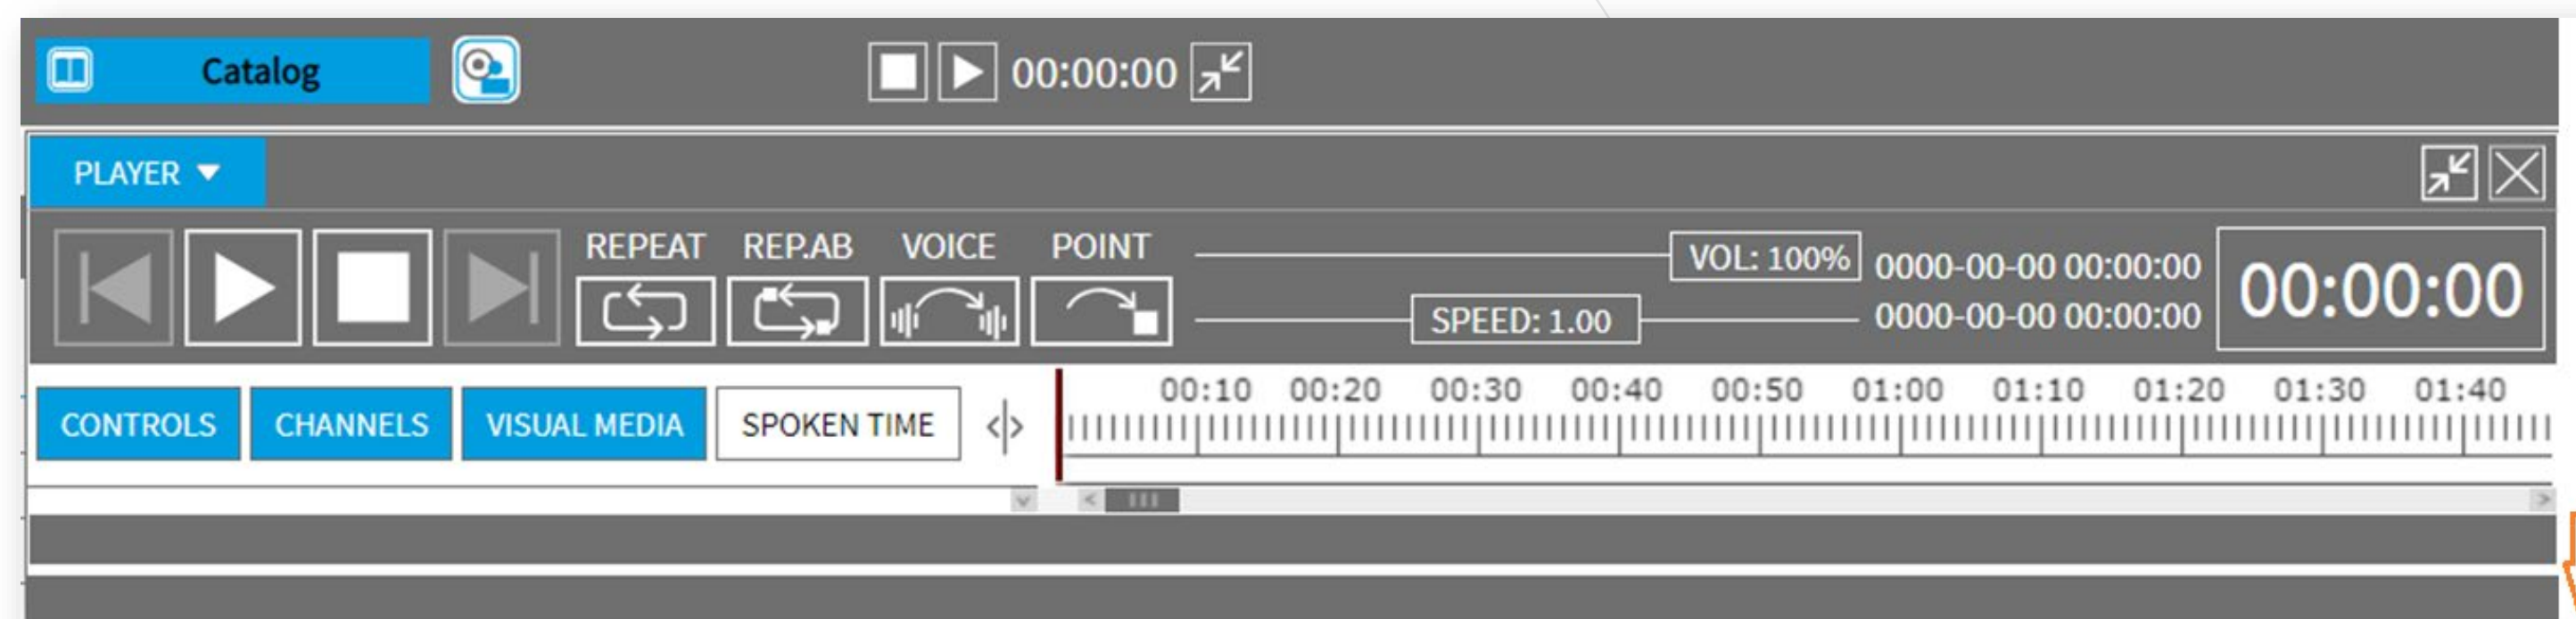 Catalog 00:00:00
PLAYER
REPEAT REP.AB VOICE POINT
VOL: 100% 0000-00-00 00:00:00
SPEED: 1.00 0000-00-00 00:00:00
00:00:00
00:10 00:20 00:30 00:40 00:50 01:00 01:10 01:20 01:30 01:40
CONTROLS CHANNELS VISUAL MEDIA SPOKEN TIME